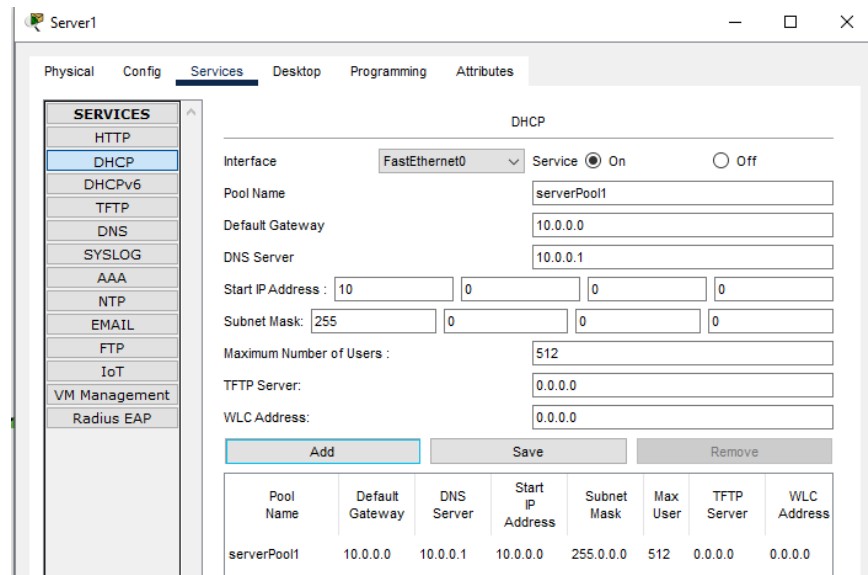 Server1
Physical Config Services Desktop Programming Attributes
SERVICES
HTTP
DHCP
DHCPv6
TFTP
DNS
SYSLOG
AAA
NTP
EMAIL
FTP
IoT
VM Management
Radius EAP
DHCP
Interface FastEthernet0 Service On Off
Pool Name serverPool1
Default Gateway 10.0.0.0
DNS Server 10.0.0.1
Start IP Address : 10 0 0 0
Subnet Mask: 255 0 0 0
Maximum Number of Users : 512
TFTP Server: 0.0.0.0
WLC Address: 0.0.0.0
Add Save Remove
Pool Name Default Gateway DNS Server Start IP Address Subnet Mask Max User TFTP Server WLC Address
serverPool1 10.0.0.0 10.0.0.1 10.0.0.0 255.0.0.0 512 0.0.0.0 0.0.0.0